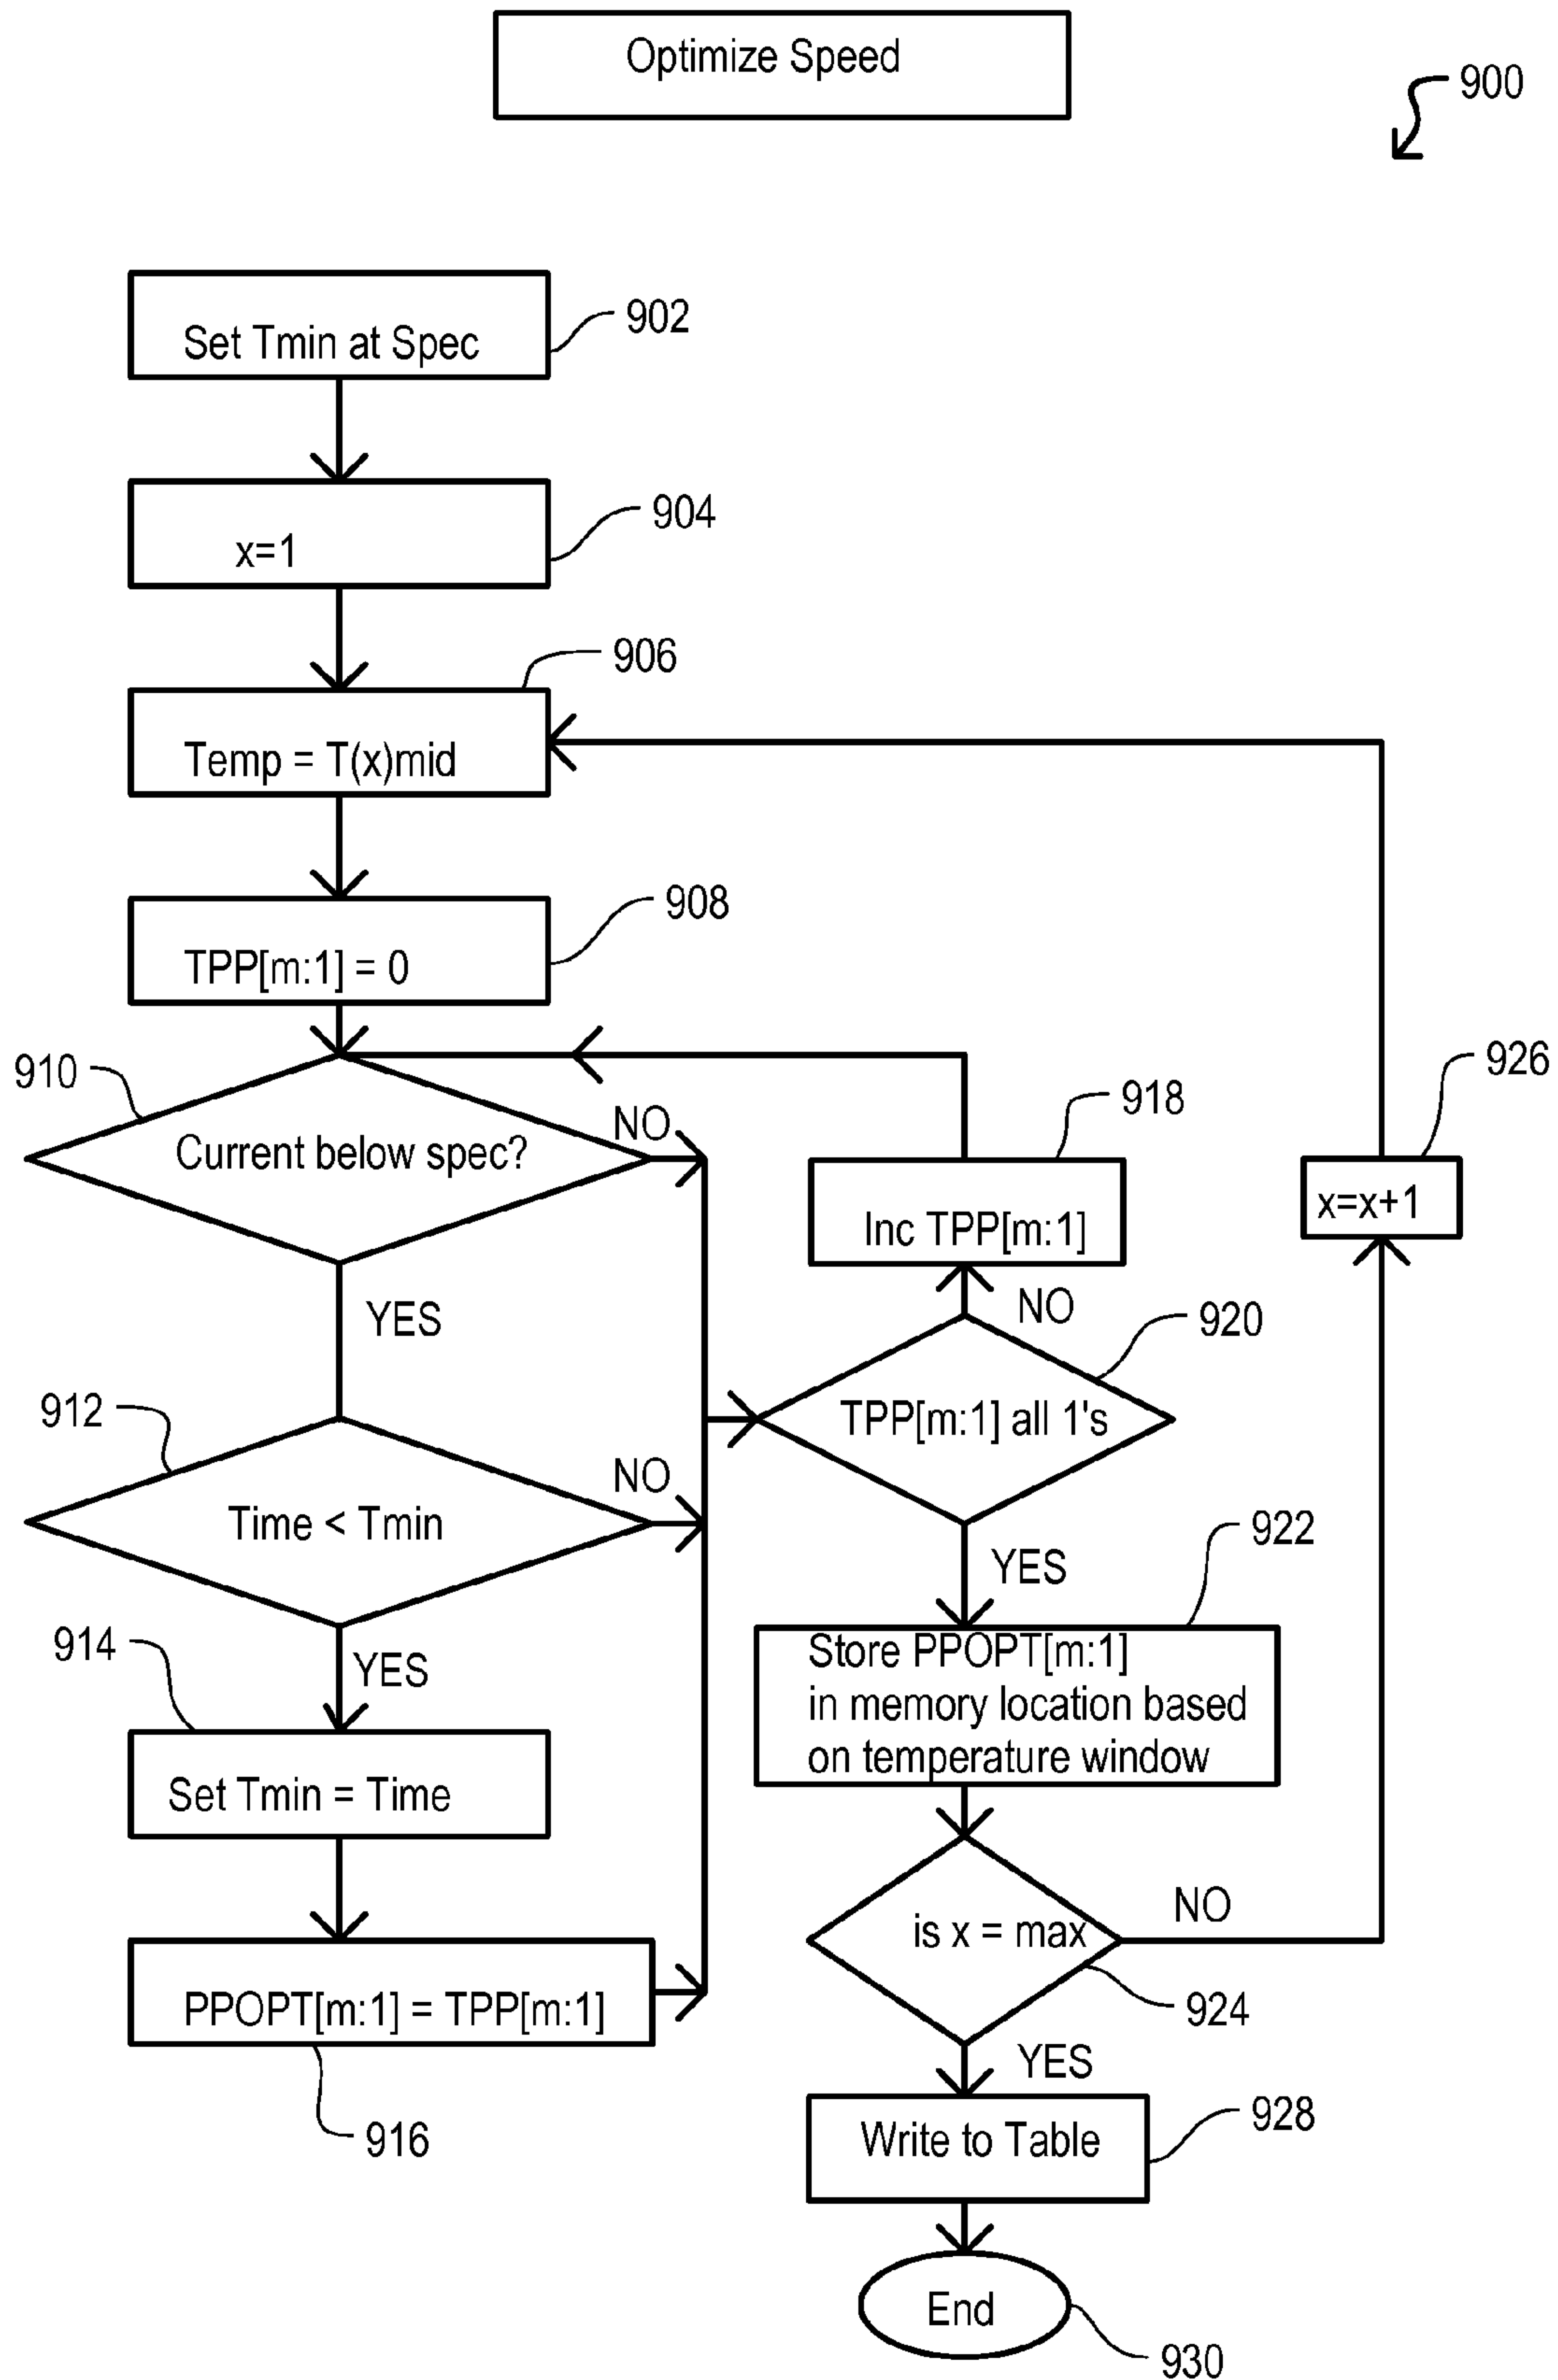 Optimize Speed
900
Set Tmin at Spec
902
x=1
904
906
Temp = T(x)mid
908
TPP[m:1] = 0
910
Current below spec?
NO
YES
912
Time < Tmin
NO
YES
914
Set Tmin = Time
PPOPT[m:1] = TPP[m:1]
916
918
Inc TPP[m:1]
NO
920
TPP[m:1] all 1's
YES
922
Store PPOPT[m:1]
in memory location based
on temperature window
is x = max
NO
924
926
x=x+1
YES
Write to Table
928
End
930